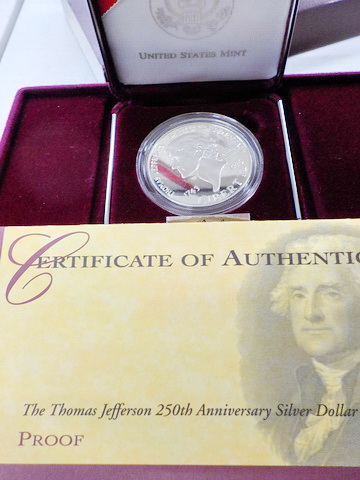 UNITED STATES MINT
CERTIFICATE OF AUTHENTIC
The Thomas Jefferson 250th Anniversary Silver Dollar
PROOF